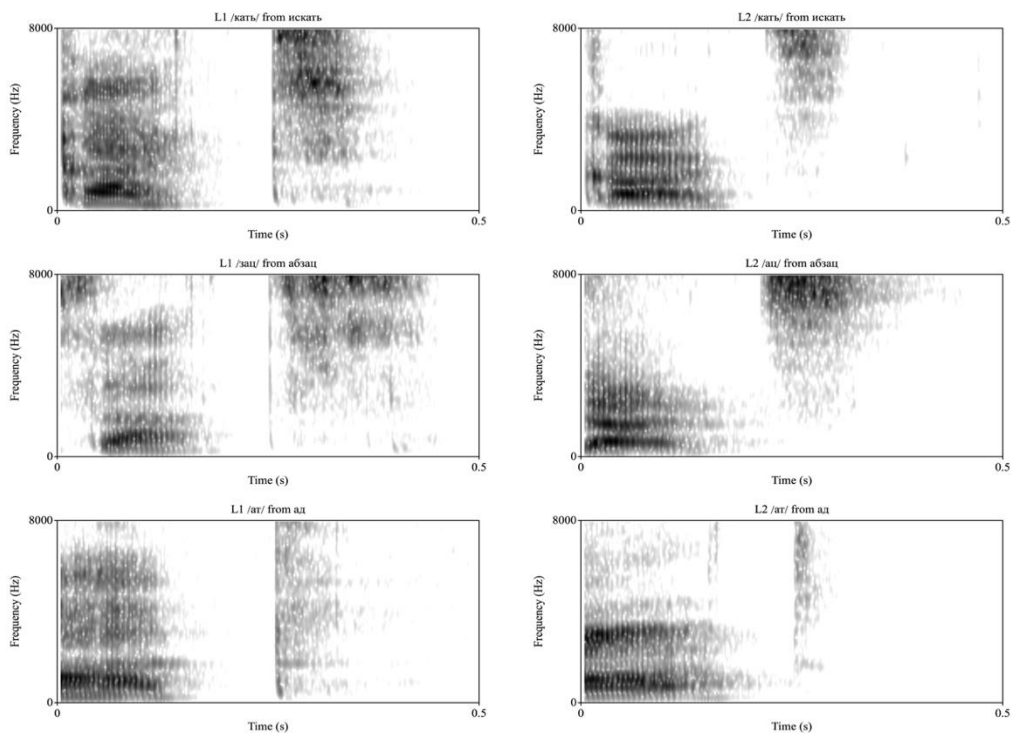 L1 /кать/ from искать
8000
Frequency (Hz)
0
0
0.5
Time (s)
L2 /кать/ from искать
8000
Frequency (Hz)
0
0
0.5
Time (s)
L1 /зац/ from абзац
8000
Frequency (Hz)
0
0
0.5
Time (s)
L2 /ац/ from абзац
8000
Frequency (Hz)
0
0
0.5
Time (s)
L1 /ат/ from ад
8000
Frequency (Hz)
0
0
0.5
Time (s)
L2 /ат/ from ад
8000
Frequency (Hz)
0
0
0.5
Time (s)